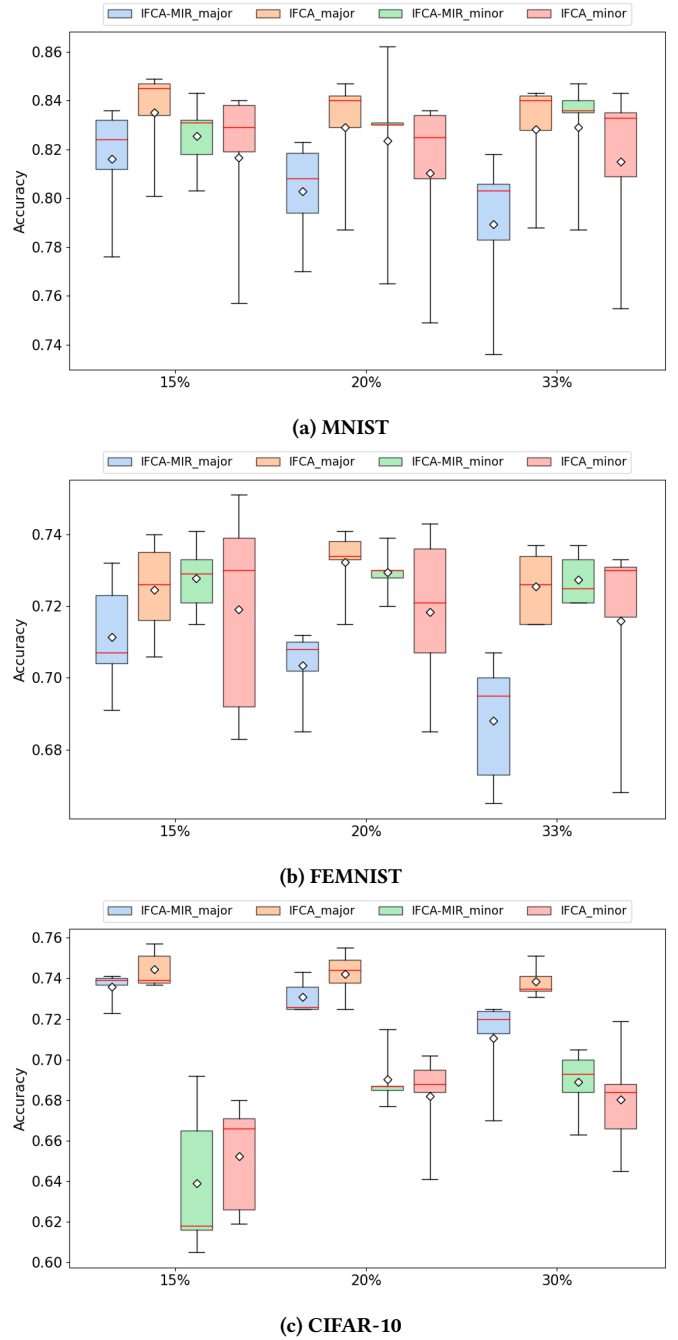 IFCA-MIR_major IFCA_major IFCA-MIR_minor IFCA_minor
0.86
0.84
0.82
0.80
0.78
0.76
0.74
Accuracy
15% 20% 33%
(a) MNIST
IFCA-MIR_major IFCA_major IFCA-MIR_minor IFCA_minor
0.74
0.72
0.70
0.68
Accuracy
15% 20% 33%
(b) FEMNIST
IFCA-MIR_major IFCA_major IFCA-MIR_minor IFCA_minor
0.76
0.74
0.72
0.70
0.68
0.66
0.64
0.62
0.60
Accuracy
15% 20% 30%
(c) CIFAR-10